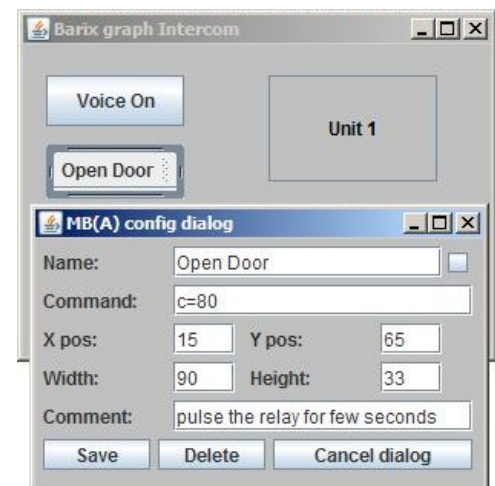 Barix graph Intercom
Voice On
Unit 1
Open Door
MB(A) config dialog
Name: Open Door
Command: c=80
X pos: 15 Y pos: 65
Width: 90 Height: 33
Comment: pulse the relay for few seconds
Save Delete Cancel dialog